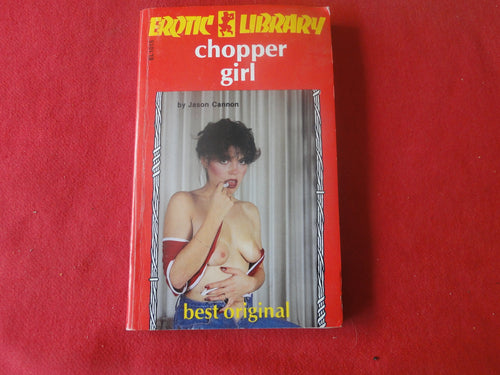 EROTIC LIBRARY
chopper
girl
by Jason Cannon
best original